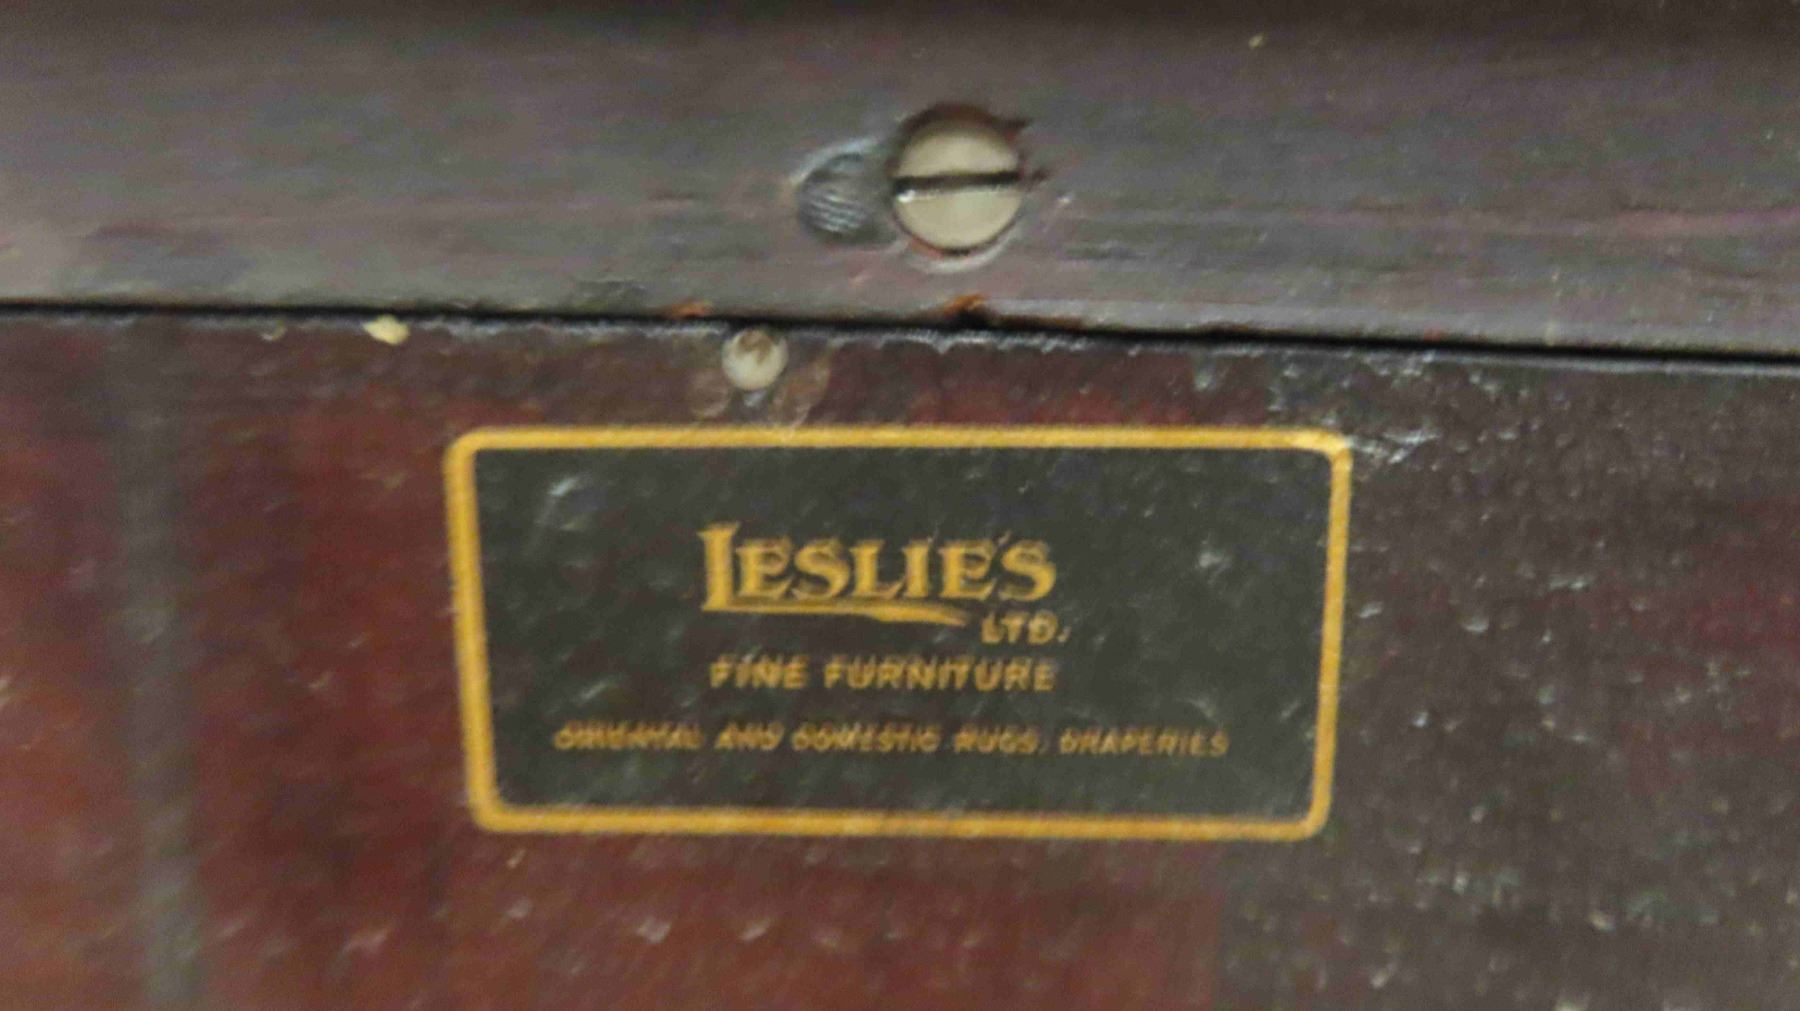 LESLIE'S
LTD.
FINE FURNITURE
ORIENTAL AND DOMESTIC RUGS, DRAPERIES